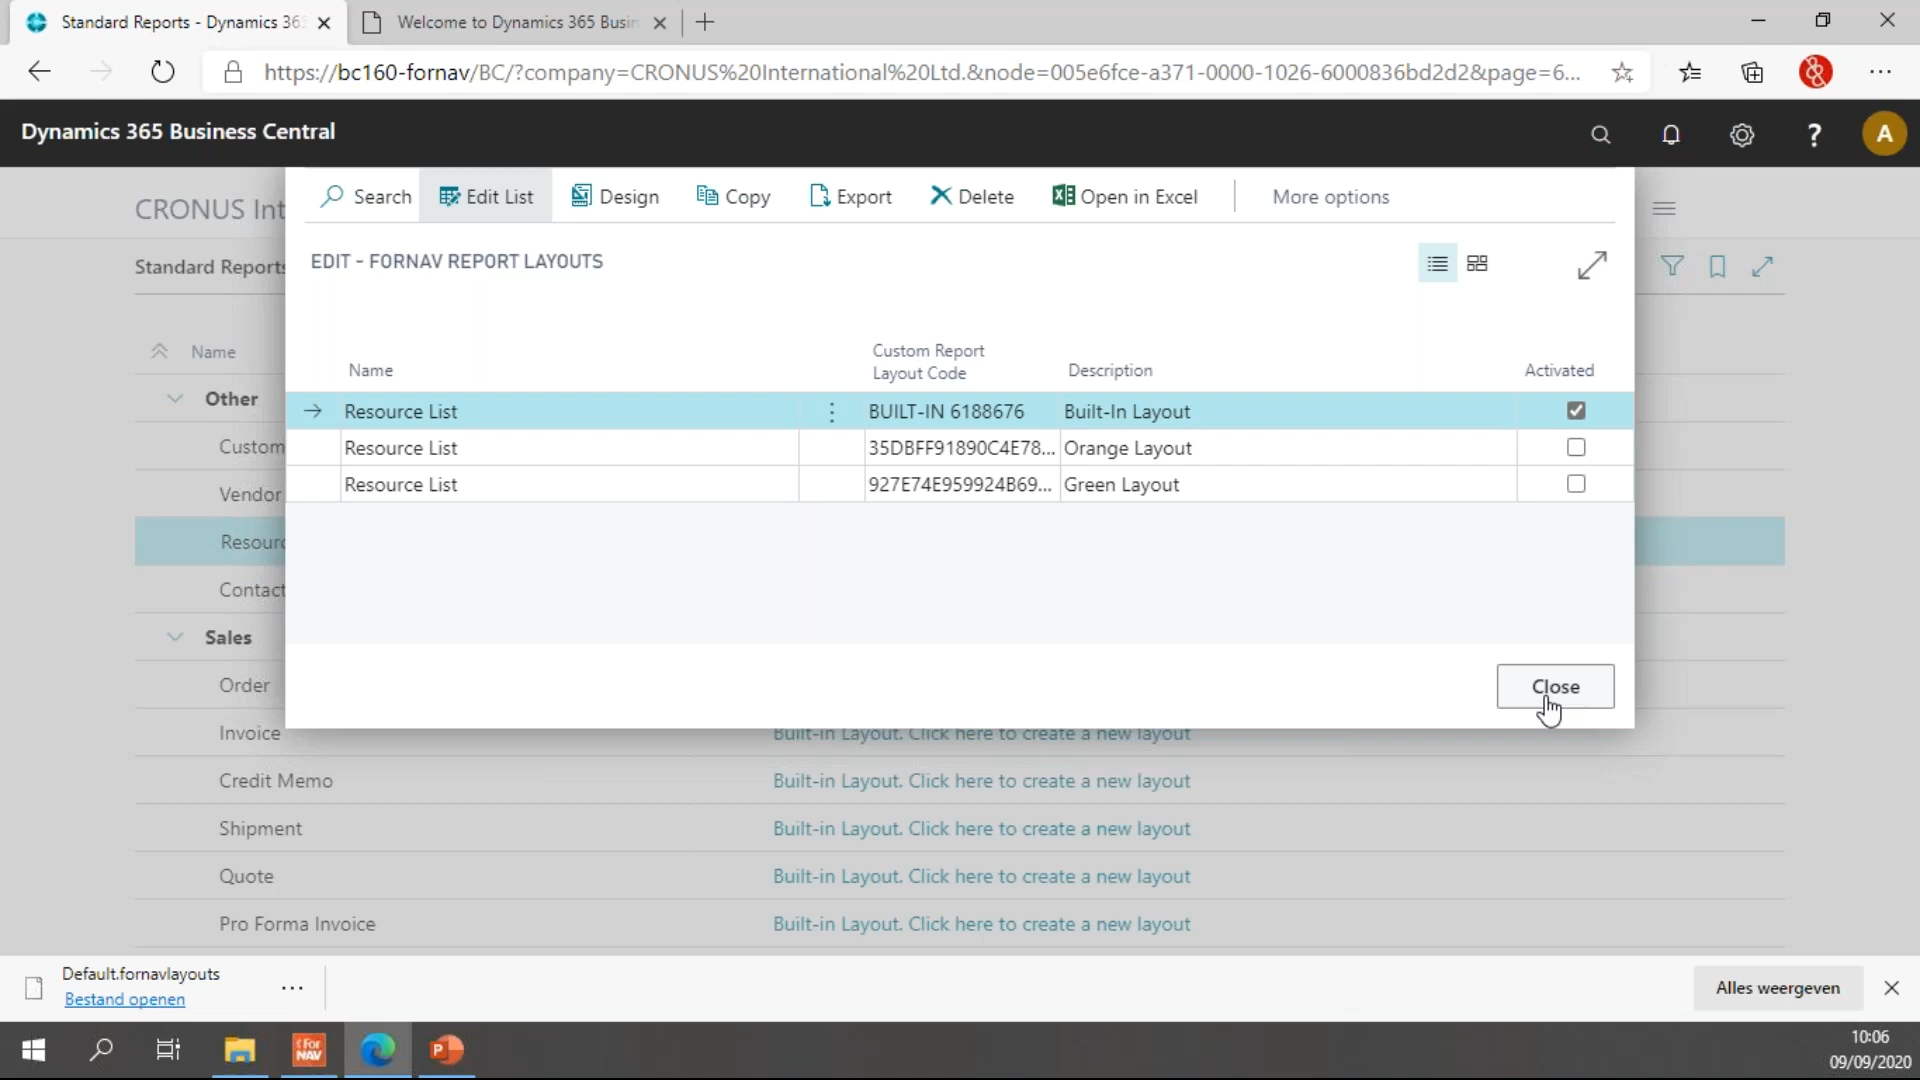 Standard Reports - Dynamics 36
Welcome to Dynamics 365 Busin
https://bc160-fornav/BC/?company=CRONUS%20International%20Ltd.&node=005e6fce-a371-0000-1026-6000836bd2d2&page=6...
Dynamics 365 Business Central
A
CRONUS Int
Search
Edit List
Design
Copy
Export
Delete
Open in Excel
More options
Standard Reports
EDIT - FORNAV REPORT LAYOUTS
Name
Name
Custom Report
Layout Code
Description
Activated
Resource List
BUILT-IN 6188676
Built-In Layout
Resource List
35DBFF91890C4E78...
Orange Layout
Resource List
927E74E959924B69...
Green Layout
Other
Custom
Vendor
Resourc
Contact
Sales
Order
Close
Invoice
Built-in Layout. Click here to create a new layout
Credit Memo
Built-in Layout. Click here to create a new layout
Shipment
Built-in Layout. Click here to create a new layout
Quote
Built-in Layout. Click here to create a new layout
Pro Forma Invoice
Built-in Layout. Click here to create a new layout
Default.fornavlayouts
Bestand openen
Alles weergeven
ForNAV
P
10:06
09/09/2020